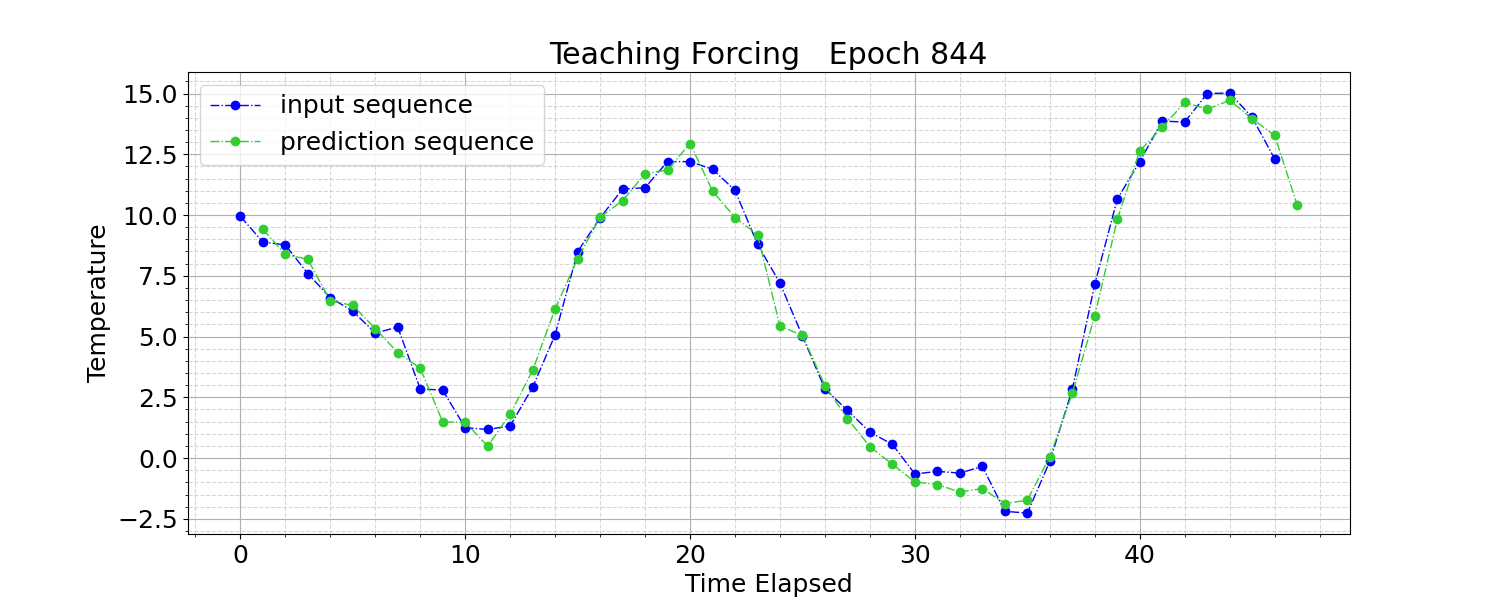 Teaching Forcing   Epoch 844
input sequence
prediction sequence
15.0
12.5
10.0
7.5
5.0
2.5
0.0
−2.5
Temperature
0 10 20 30 40
Time Elapsed